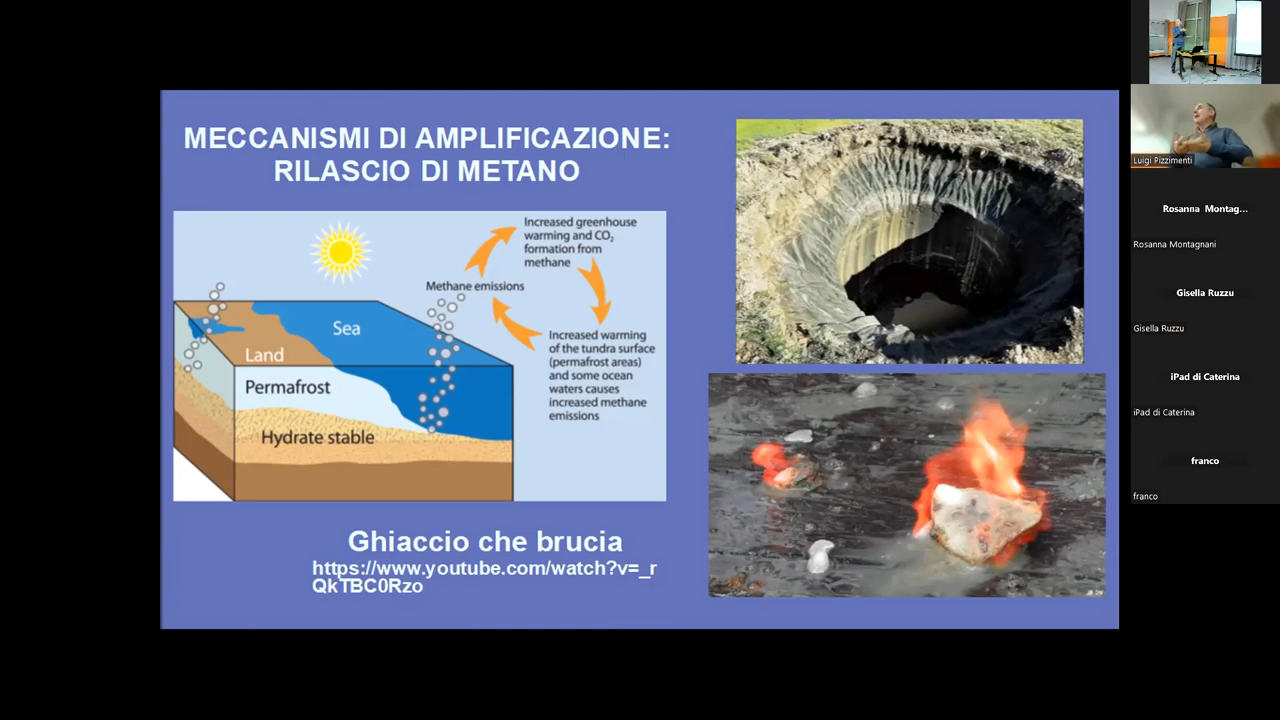 MECCANISMI DI AMPLIFICAZIONE:
RILASCIO DI METANO
Increased greenhouse
warming and CO₂
formation from
methane
Methane emissions
Increased warming
of the tundra surface
(permafrost areas)
and some ocean
waters causes
increased methane
emissions
Sea
Land
Permafrost
Hydrate stable
Ghiaccio che brucia
https://www.youtube.com/watch?v=_r
QkTBC0Rzo
Luigi Pizzimenti
Rosanna Montag...
Rosanna Montagnani
Gisella Ruzzu
Gisella Ruzzu
iPad di Caterina
iPad di Caterina
franco
franco